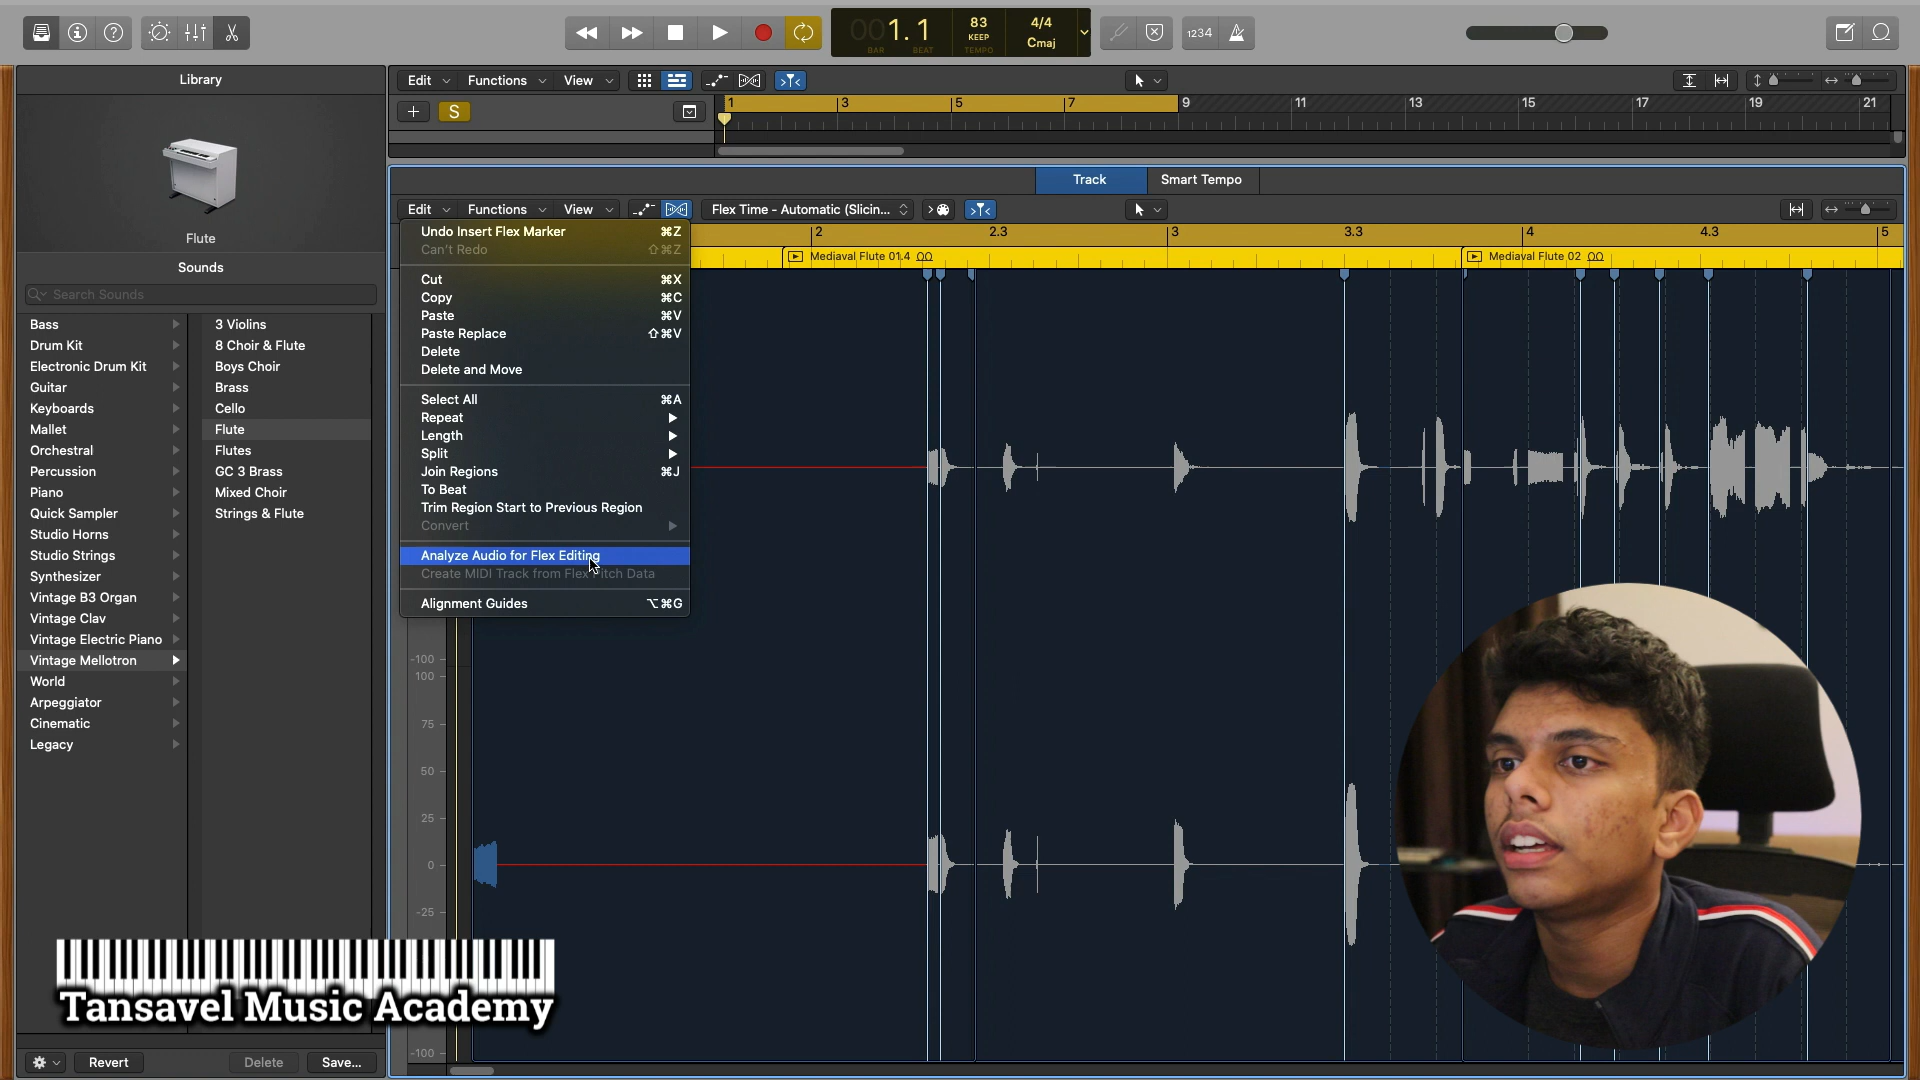 001.1
BAR BEAT
83
KEEP
TEMPO
4/4
Cmaj
1234
Library
Flute
Sounds
Search Sounds
Bass
Drum Kit
Electronic Drum Kit
Guitar
Keyboards
Mallet
Orchestral
Percussion
Piano
Quick Sampler
Studio Horns
Studio Strings
Synthesizer
Vintage B3 Organ
Vintage Clav
Vintage Electric Piano
Vintage Mellotron
World
Arpeggiator
Cinematic
Legacy
3 Violins
8 Choir & Flute
Boys Choir
Brass
Cello
Flute
Flutes
GC 3 Brass
Mixed Choir
Strings & Flute
Revert
Delete
Save...
Edit Functions View
S
1 3 5 7 9 11 13 15 17 19 21
Track
Smart Tempo
Edit Functions View Flex Time - Automatic (Slicin...
2 2.3 3 3.3 4 4.3 5
Mediaval Flute 01.4
Mediaval Flute 02
Undo Insert Flex Marker ⌘Z
Can't Redo ⇧⌘Z
Cut ⌘X
Copy ⌘C
Paste ⌘V
Paste Replace ⇧⌘V
Delete
Delete and Move
Select All ⌘A
Repeat
Length
Split
Join Regions ⌘J
To Beat
Trim Region Start to Previous Region
Convert
Analyze Audio for Flex Editing
Create MIDI Track from Flex Pitch Data
Alignment Guides ⌥⌘G
-100
100
75
50
25
0
-25
-100
Tansavel Music Academy